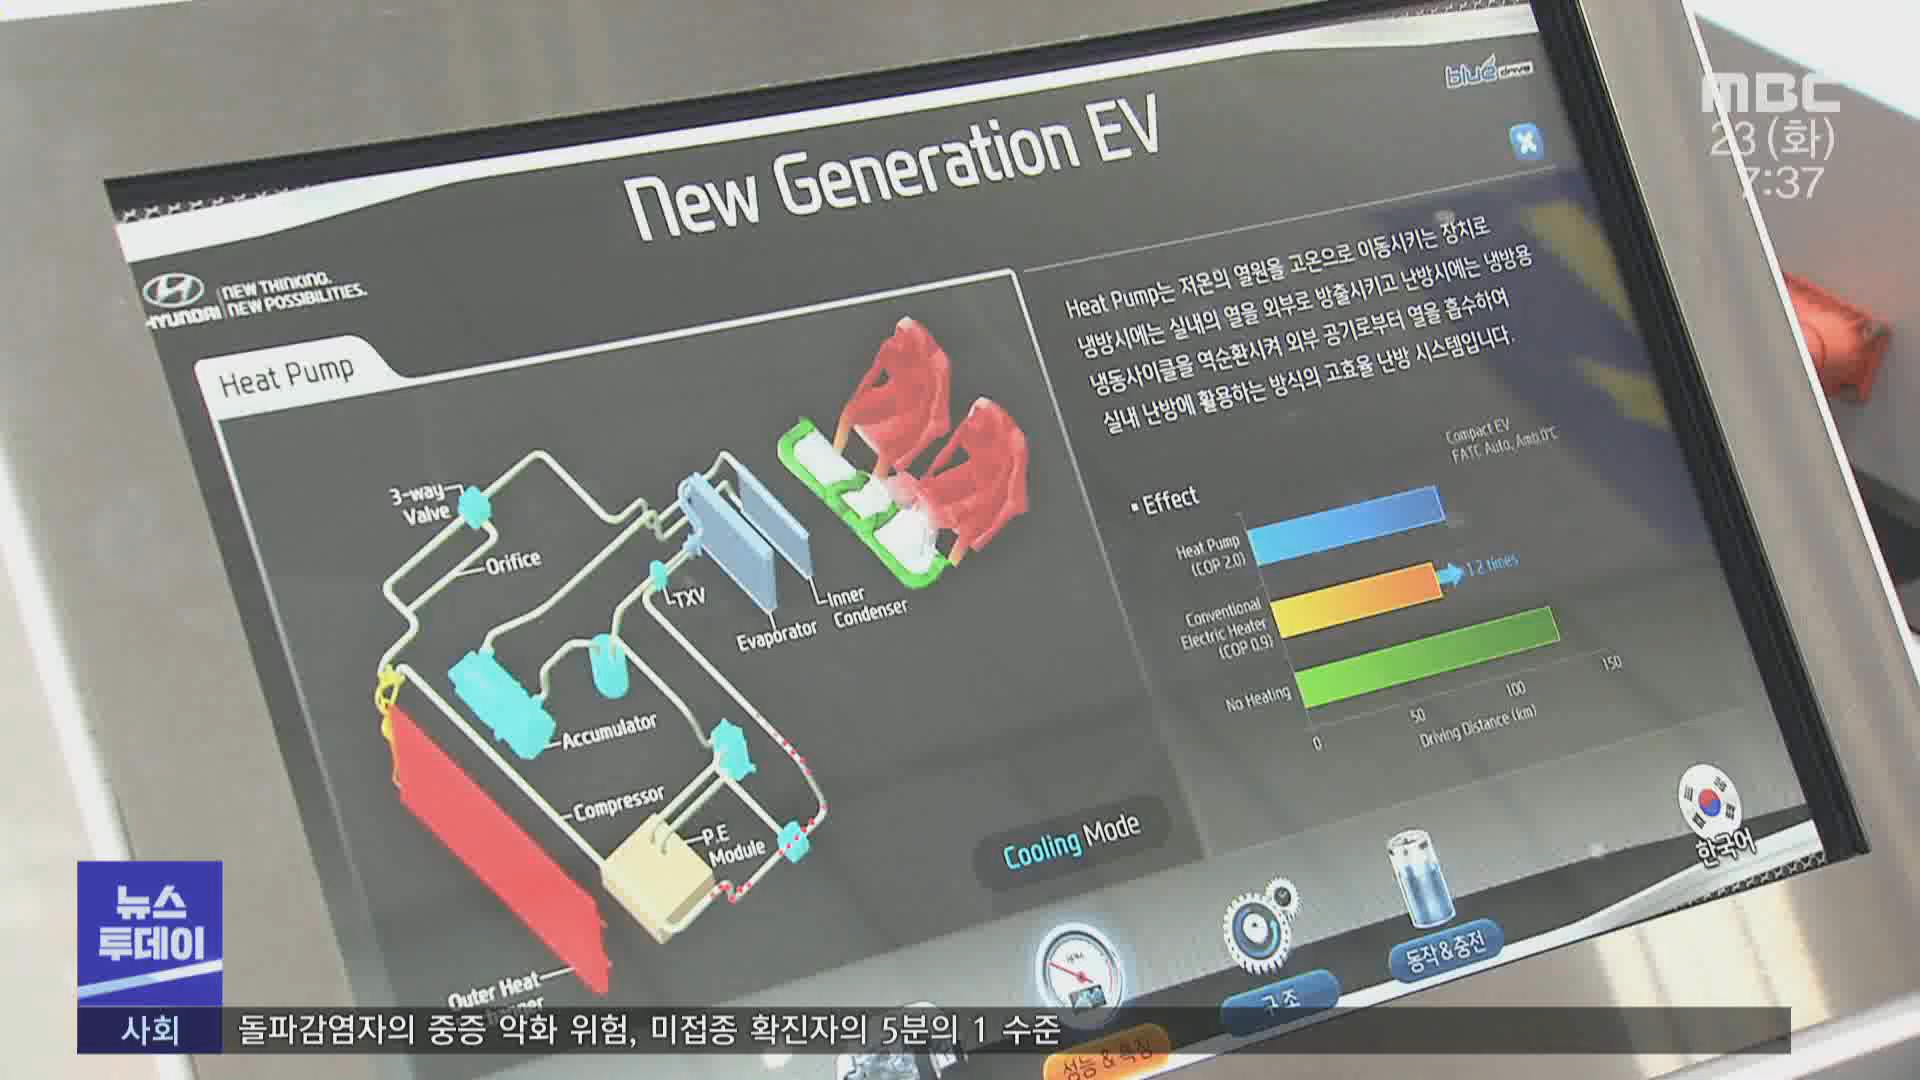 MBC
23 (화)
7:37
blue drive
New Generation EV
HYUNDAI
NEW THINKING.
NEW POSSIBILITIES.
Heat Pump
Heat Pump는 저온의 열원을 고온으로 이동시키는 장치로
냉방시에는 실내의 열을 외부로 방출시키고 난방시에는 냉방용
냉동사이클을 역순환시켜 외부 공기로부터 열을 흡수하여
실내 난방에 활용하는 방식의 고효율 난방 시스템입니다.
3-way
Valve
Orifice
TXV
Evaporator
Inner
Condenser
Accumulator
Compressor
P.E
Module
Outer Heat
Cooling Mode
Compact EV
FATC Auto, Amb.0℃
▪ Effect
Heat Pump
(COP 2.0)
Conventional
Electric Heater
(COP 0.9)
1.2 times
No Heating
0
50
100
150
Driving Distance (km)
한국어
동작&충전
구 조
성능 & 특징
뉴스
투데이
사회
돌파감염자의 중증 악화 위험, 미접종 확진자의 5분의 1 수준